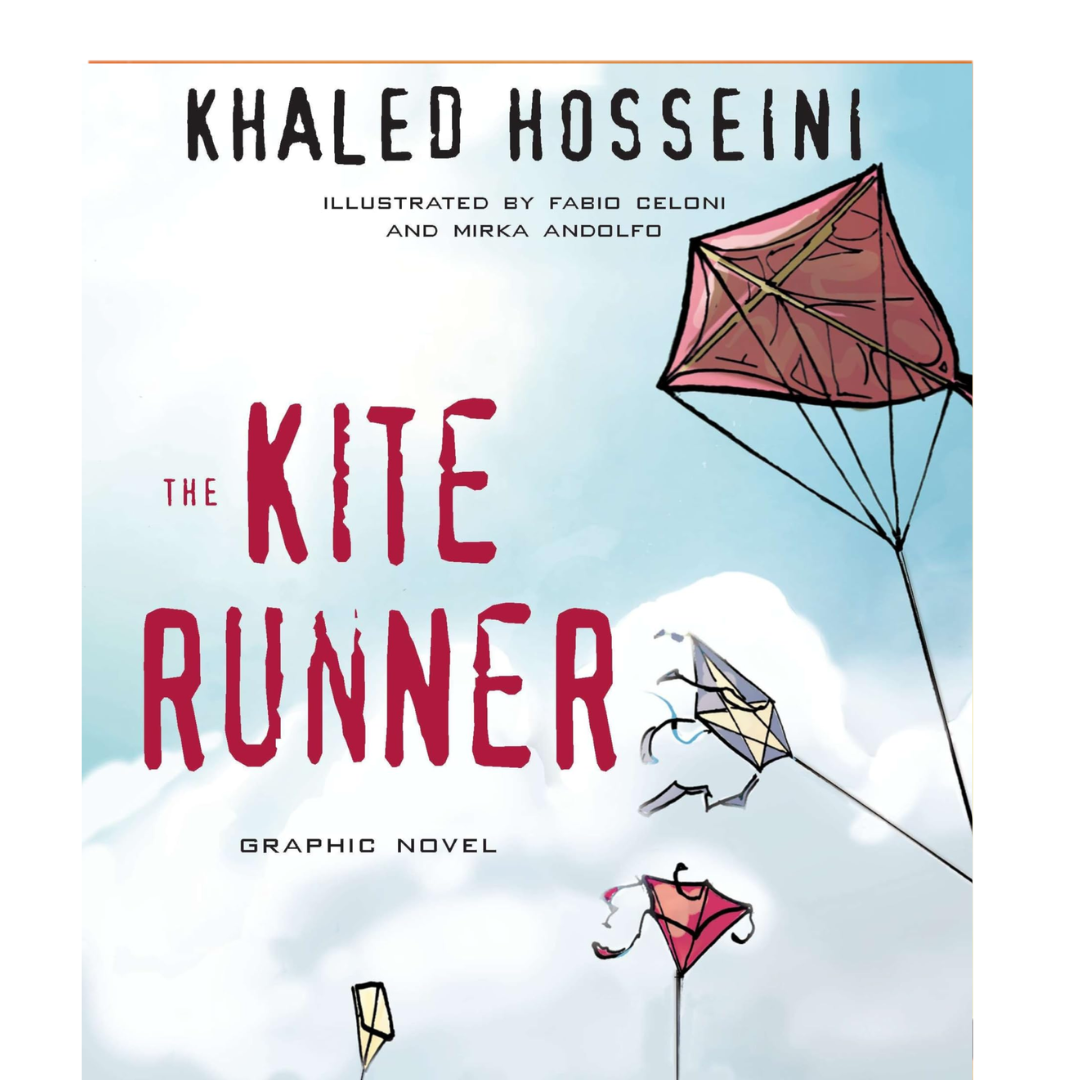 KHALED HOSSEINI
ILLUSTRATED BY FABIO CELONI
AND MIRKA ANDOLFO
THE KITE
RUNNER
GRAPHIC NOVEL